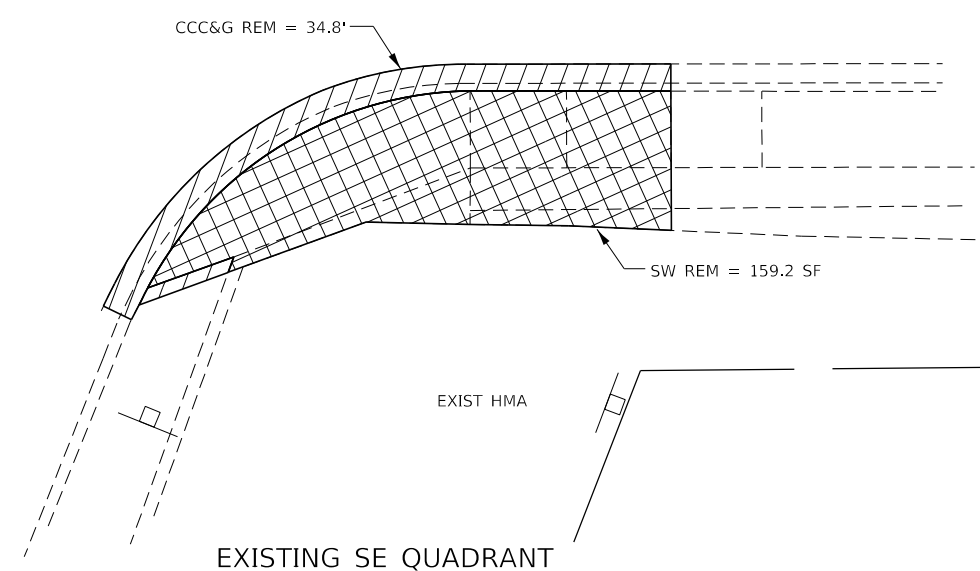 CCC&G REM = 34.8'
SW REM = 159.2 SF
EXIST HMA
EXISTING SE QUADRANT